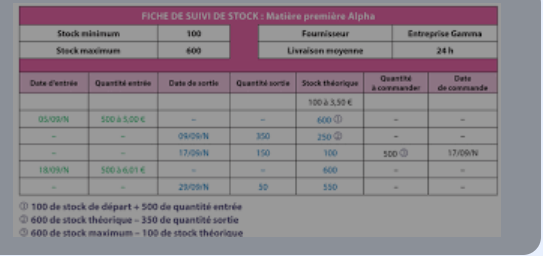 FICHE DE SUIVI DE STOCK : Matière première Alpha
Stock minimum 100 Fournisseur Entreprise Gamma
Stock maximum 600 Livraison moyenne 24 h
Date d'entrée Quantité entrée Date de sortie Quantité sortie Stock théorique Quantité à commander Date de commande
100 à 3,50 €
05/09/N 500 à 5,00 € – – 600 ① – –
– – 09/09/N 350 250 ② – –
– – 17/09/N 150 100 500 ③ 17/09/N
18/09/N 500 à 6,01 € – – 600 – –
– – 29/09/N 50 550 – –
① 100 de stock de départ + 500 de quantité entrée
② 600 de stock théorique – 350 de quantité sortie
③ 600 de stock maximum – 100 de stock théorique